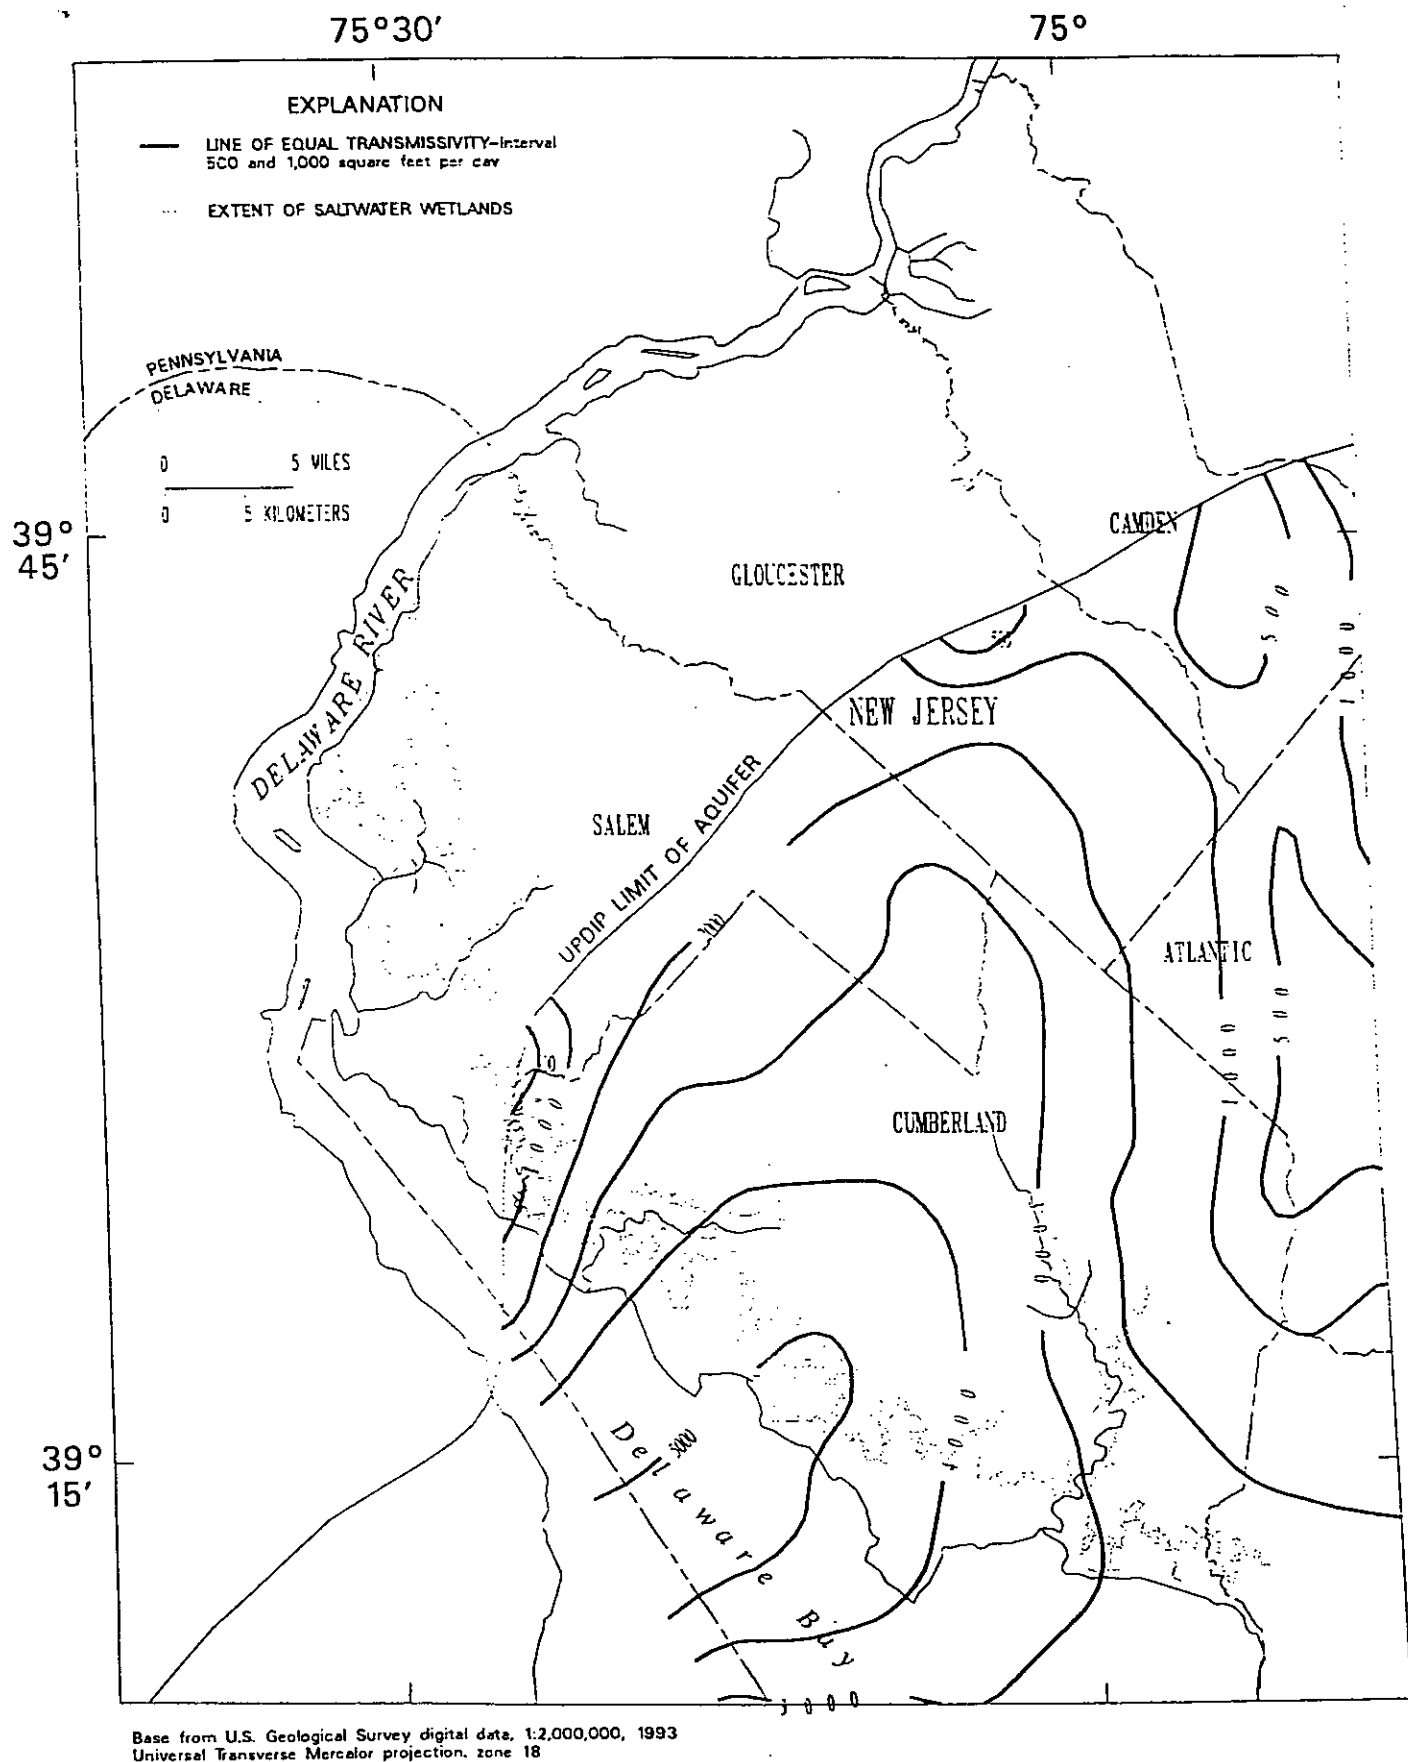 75°30′
75°
EXPLANATION
LINE OF EQUAL TRANSMISSIVITY-Interval
500 and 1,000 square feet per day
EXTENT OF SALTWATER WETLANDS
PENNSYLVANIA
DELAWARE
0 5 MILES
0 5 KILOMETERS
39°
45′
CAMDEN
GLOUCESTER
500
1000
DELAWARE RIVER
NEW JERSEY
SALEM
UPDIP LIMIT OF AQUIFER
ATLANTIC
500
1000
1000
CUMBERLAND
4000
5000
39°
15′
Delaware Bay
3000
Base from U.S. Geological Survey digital data, 1:2,000,000, 1993
Universal Transverse Mercator projection, zone 18